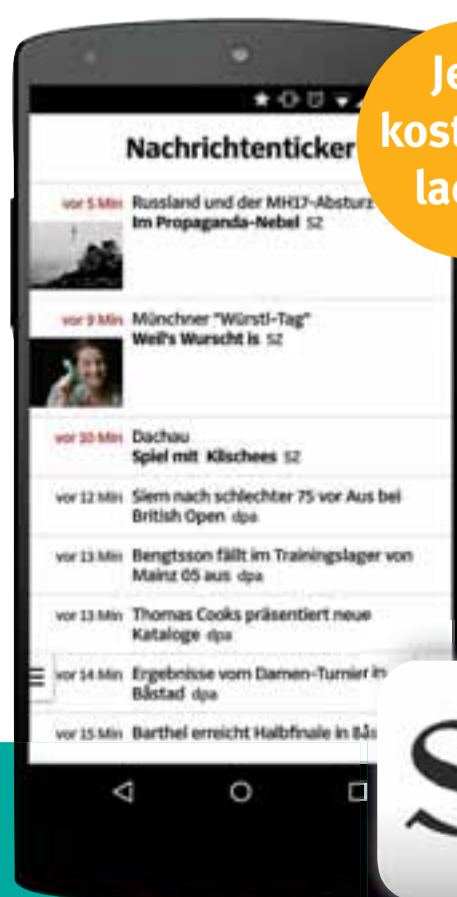 Nachrichtenticker
vor 5 Min Russland und der MH17-Absturz
Im Propaganda-Nebel SZ
vor 9 Min Münchner "Würstl-Tag"
Weil's Wurscht is SZ
vor 10 Min Dachau
Spiel mit Klischees SZ
vor 12 Min Siem nach schlechter 75 vor Aus bei
British Open dpa
vor 13 Min Bengtsson fällt im Trainingslager von
Mainz 05 aus dpa
vor 13 Min Thomas Cooks präsentiert neue
Kataloge dpa
vor 14 Min Ergebnisse vom Damen-Turnier in
Båstad dpa
vor 15 Min Barthel erreicht Halbfinale in